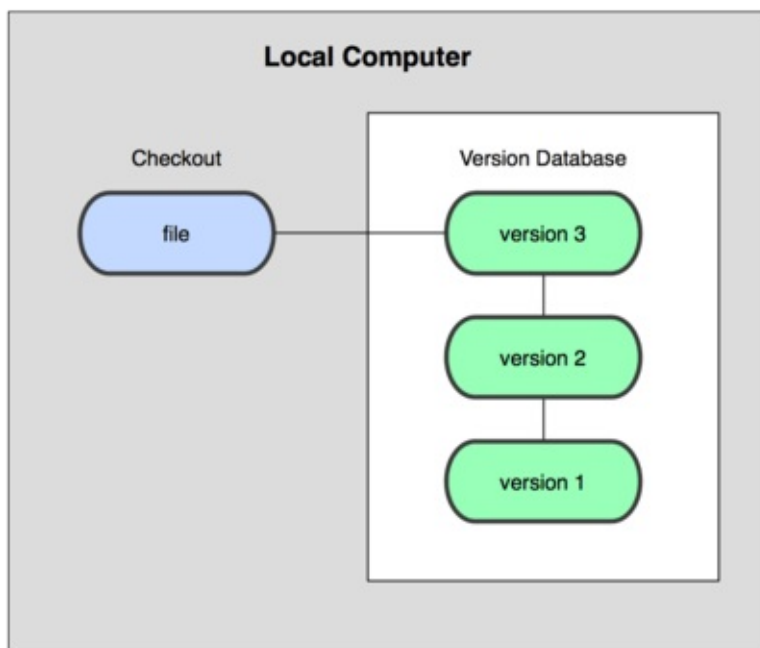 Local Computer
Checkout
Version Database
file
version 3
version 2
version 1